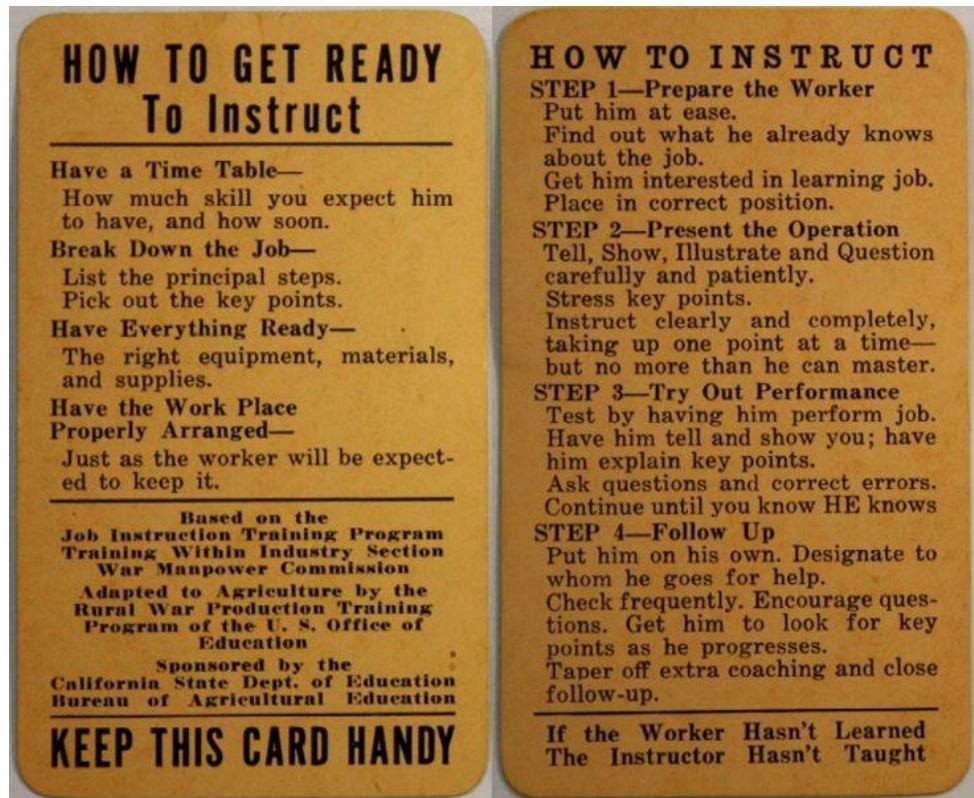 HOW TO GET READY
To Instruct
Have a Time Table—
How much skill you expect him
to have, and how soon.
Break Down the Job—
List the principal steps.
Pick out the key points.
Have Everything Ready—
The right equipment, materials,
and supplies.
Have the Work Place
Properly Arranged—
Just as the worker will be expect-
ed to keep it.
Based on the
Job Instruction Training Program
Training Within Industry Section
War Manpower Commission
Adapted to Agriculture by the
Rural War Production Training
Program of the U. S. Office of
Education
Sponsored by the
California State Dept. of Education
Bureau of Agricultural Education
KEEP THIS CARD HANDY
HOW TO INSTRUCT
STEP 1—Prepare the Worker
Put him at ease.
Find out what he already knows
about the job.
Get him interested in learning job.
Place in correct position.
STEP 2—Present the Operation
Tell, Show, Illustrate and Question
carefully and patiently.
Stress key points.
Instruct clearly and completely,
taking up one point at a time—
but no more than he can master.
STEP 3—Try Out Performance
Test by having him perform job.
Have him tell and show you; have
him explain key points.
Ask questions and correct errors.
Continue until you know HE knows
STEP 4—Follow Up
Put him on his own. Designate to
whom he goes for help.
Check frequently. Encourage ques-
tions. Get him to look for key
points as he progresses.
Taper off extra coaching and close
follow-up.
If the Worker Hasn't Learned
The Instructor Hasn't Taught